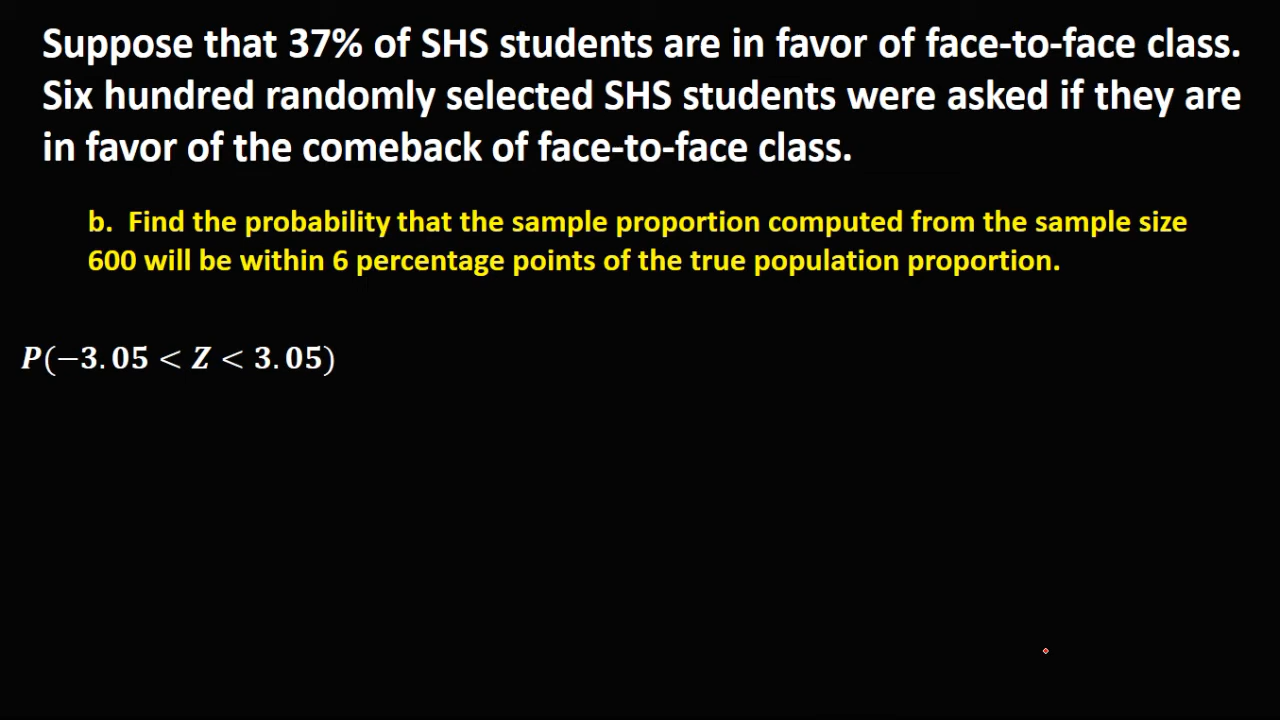 Suppose that 37% of SHS students are in favor of face-to-face class.
Six hundred randomly selected SHS students were asked if they are
in favor of the comeback of face-to-face class.
b. Find the probability that the sample proportion computed from the sample size
600 will be within 6 percentage points of the true population proportion.
P(−3.05 < Z < 3.05)